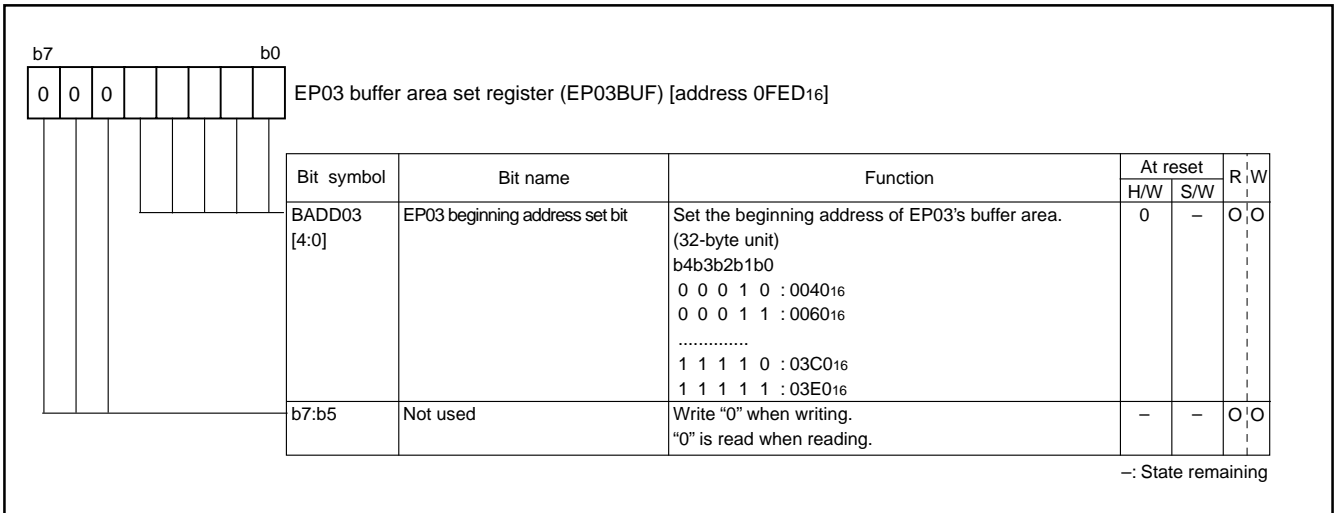 b7 b0
0 0 0
EP03 buffer area set register (EP03BUF) [address 0FED16]
Bit symbol Bit name Function At reset R W
H/W S/W
BADD03 EP03 beginning address set bit Set the beginning address of EP03's buffer area. 0 – O O
[4:0] (32-byte unit)
b4b3b2b1b0
0 0 0 1 0 : 004016
0 0 0 1 1 : 006016
..............
1 1 1 1 0 : 03C016
1 1 1 1 1 : 03E016
b7:b5 Not used Write “0” when writing. – – O O
“0” is read when reading.
–: State remaining